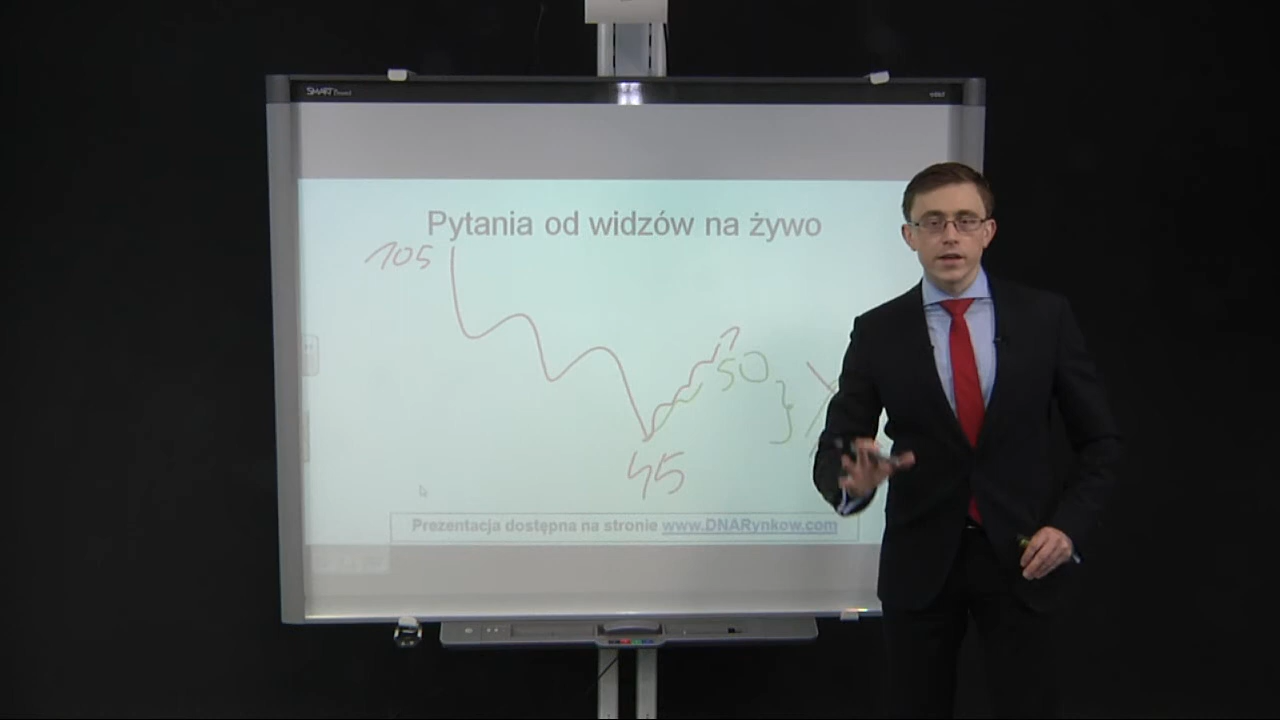 SMART Board
Pytania od widzów na żywo
105
50
45
Prezentacja dostępna na stronie www.DNARynkow.com